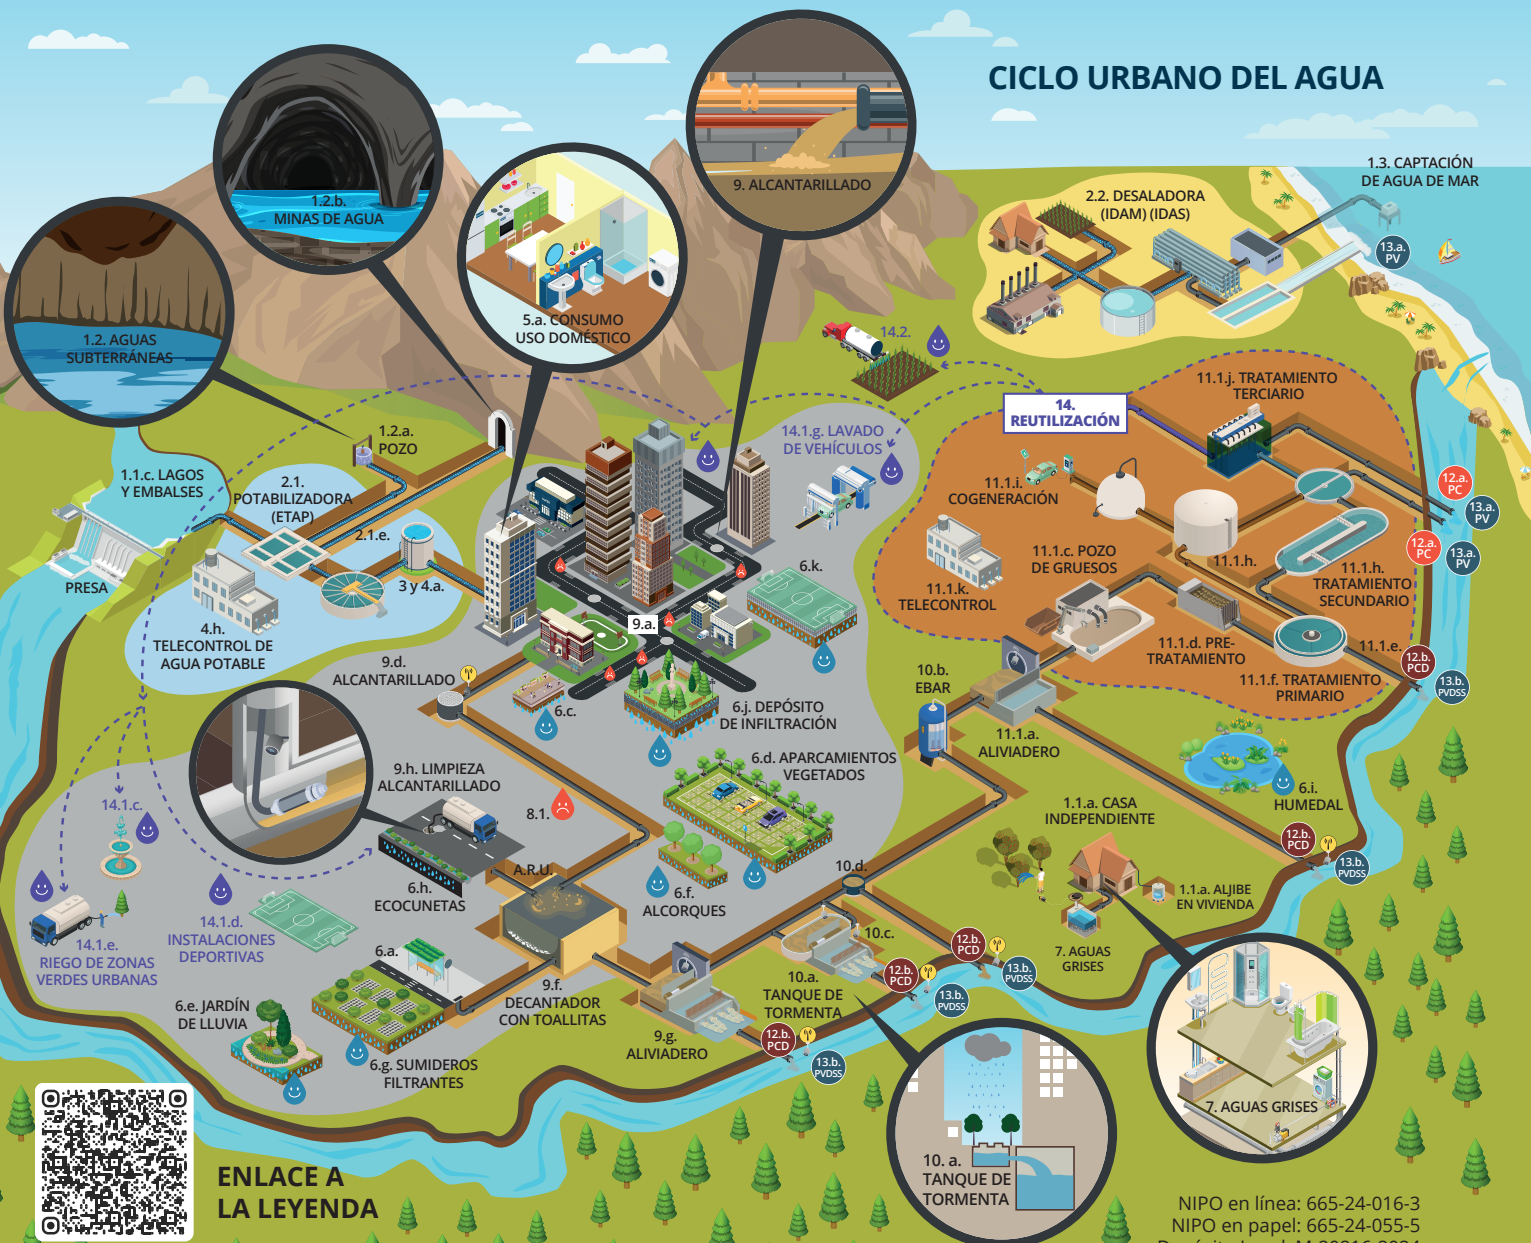 CICLO URBANO DEL AGUA
1.3. CAPTACIÓN
DE AGUA DE MAR
9. ALCANTARILLADO
2.2. DESALADORA
(IDAM) (IDAS)
1.2.b.
MINAS DE AGUA
13.a.
PV
5.a. CONSUMO
USO DOMÉSTICO
1.2. AGUAS
SUBTERRÁNEAS
14.2.
11.1.j. TRATAMIENTO
TERCIARIO
14.
REUTILIZACIÓN
1.2.a.
POZO
14.1.g. LAVADO
DE VEHÍCULOS
1.1.c. LAGOS
Y EMBALSES
2.1.
POTABILIZADORA
(ETAP)
11.1.i.
COGENERACIÓN
12.a.
PC
13.a.
PV
2.1.e.
12.a.
PC
13.a.
PV
11.1.c. POZO
DE GRUESOS
11.1.h.
11.1.h.
TRATAMIENTO
SECUNDARIO
6.k.
PRESA
3 y 4.a.
11.1.k.
TELECONTROL
9.a.
4.h.
TELECONTROL DE
AGUA POTABLE
11.1.d. PRE-
TRATAMIENTO
11.1.e.
12.b.
PCD
13.b.
PVDSS
9.d.
ALCANTARILLADO
10.b.
EBAR
11.1.f. TRATAMIENTO
PRIMARIO
6.c.
6.j. DEPÓSITO
DE INFILTRACIÓN
11.1.a.
ALIVIADERO
6.d. APARCAMIENTOS
VEGETADOS
9.h. LIMPIEZA
ALCANTARILLADO
6.i.
HUMEDAL
14.1.c.
8.1.
1.1.a. CASA
INDEPENDIENTE
12.b.
PCD
13.b.
PVDSS
A.R.U.
10.d.
6.h.
ECOCUNETAS
6.f.
ALCORQUES
1.1.a. ALJIBE
EN VIVIENDA
14.1.d.
INSTALACIONES
DEPORTIVAS
14.1.e.
RIEGO DE ZONAS
VERDES URBANAS
6.a.
10.c.
12.b.
PCD
13.b.
PVDSS
7. AGUAS
GRISES
10.a.
TANQUE DE
TORMENTA
12.b.
PCD
13.b.
PVDSS
9.f.
DECANTADOR
CON TOALLITAS
6.e. JARDÍN
DE LLUVIA
9.g.
ALIVIADERO
12.b.
PCD
13.b.
PVDSS
6.g. SUMIDEROS
FILTRANTES
7. AGUAS GRISES
10. a.
TANQUE DE
TORMENTA
ENLACE A
LA LEYENDA
NIPO en línea: 665-24-016-3
NIPO en papel: 665-24-055-5